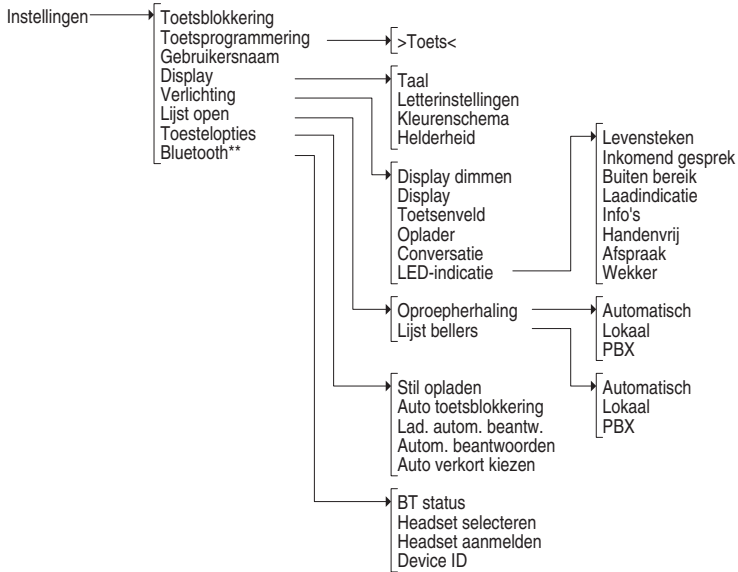 Instellingen
Toetsblokkering
Toetsprogrammering
Gebruikersnaam
Display
Verlichting
Lijst open
Toestelopties
Bluetooth**
>Toets<
Taal
Letterinstellingen
Kleurenschema
Helderheid
Display dimmen
Display
Toetsenveld
Oplader
Conversatie
LED-indicatie
Levensteken
Inkomend gesprek
Buiten bereik
Laadindicatie
Info's
Handenvrij
Afspraak
Wekker
Oproepherhaling
Lijst bellers
Automatisch
Lokaal
PBX
Automatisch
Lokaal
PBX
Stil opladen
Auto toetsblokkering
Lad. autom. beantw.
Autom. beantwoorden
Auto verkort kiezen
BT status
Headset selecteren
Headset aanmelden
Device ID